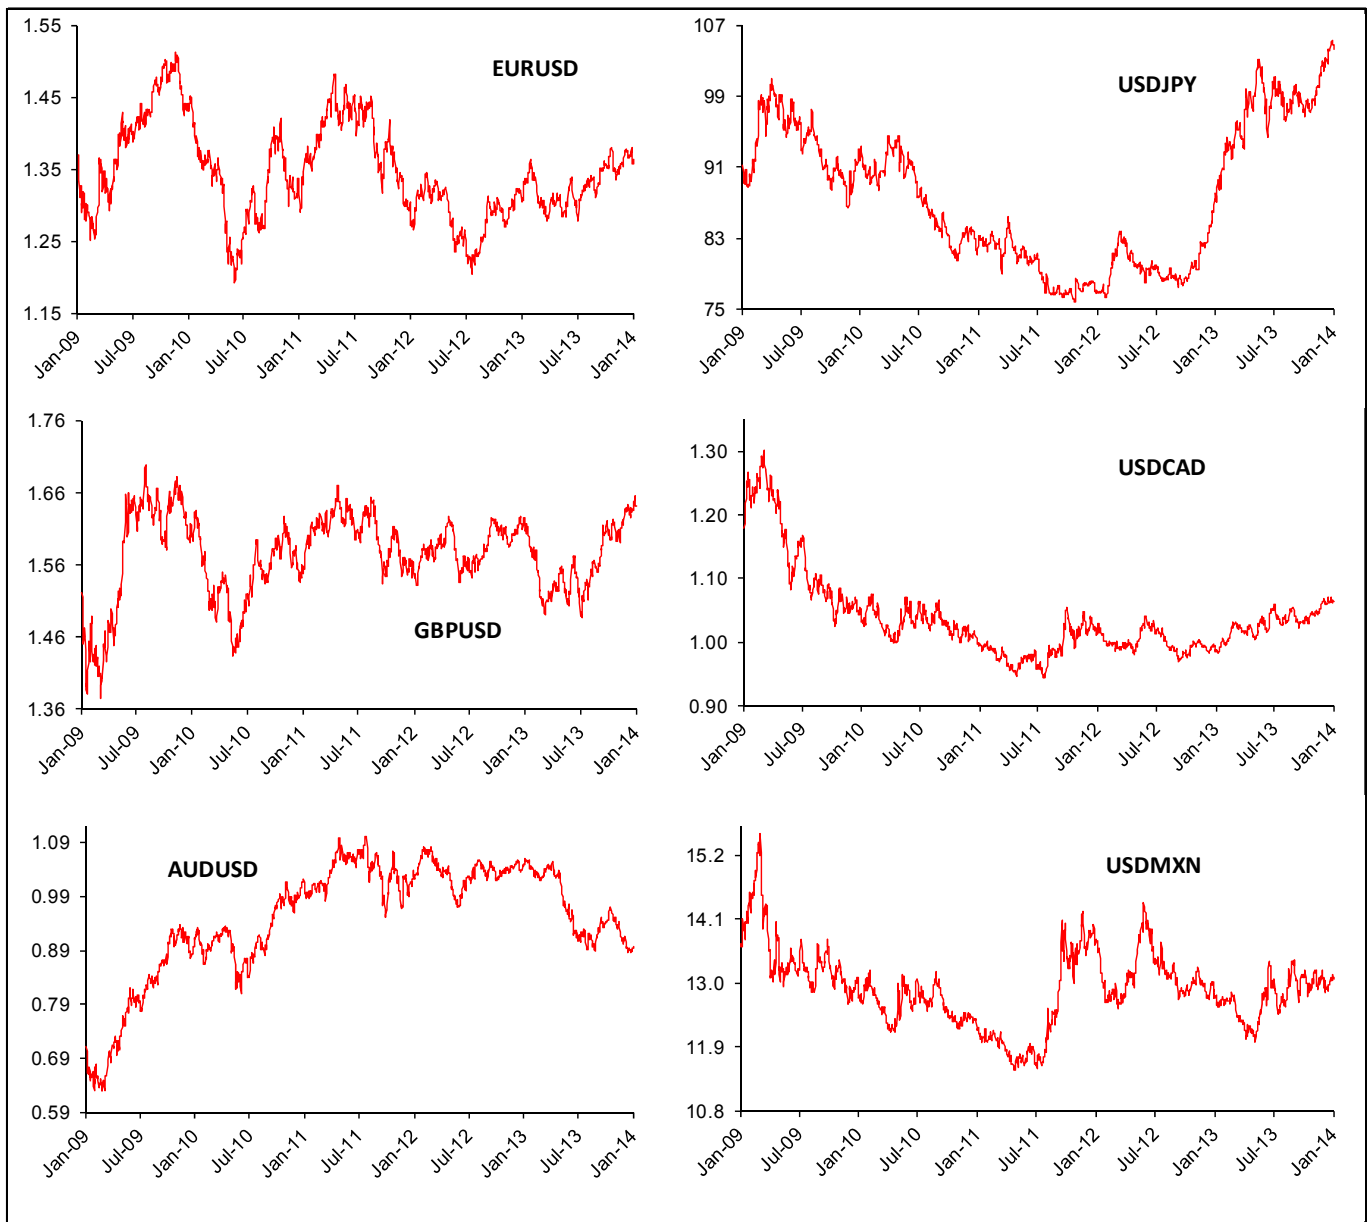 EURUSD
1.55
1.45
1.35
1.25
1.15
Jan-09
Jul-09
Jan-10
Jul-10
Jan-11
Jul-11
Jan-12
Jul-12
Jan-13
Jul-13
Jan-14
USDJPY
107
99
91
83
75
Jan-09
Jul-09
Jan-10
Jul-10
Jan-11
Jul-11
Jan-12
Jul-12
Jan-13
Jul-13
Jan-14
GBPUSD
1.76
1.66
1.56
1.46
1.36
Jan-09
Jul-09
Jan-10
Jul-10
Jan-11
Jul-11
Jan-12
Jul-12
Jan-13
Jul-13
Jan-14
USDCAD
1.30
1.20
1.10
1.00
0.90
Jan-09
Jul-09
Jan-10
Jul-10
Jan-11
Jul-11
Jan-12
Jul-12
Jan-13
Jul-13
Jan-14
AUDUSD
1.09
0.99
0.89
0.79
0.69
0.59
Jan-09
Jul-09
Jan-10
Jul-10
Jan-11
Jul-11
Jan-12
Jul-12
Jan-13
Jul-13
Jan-14
USDMXN
15.2
14.1
13.0
11.9
10.8
Jan-09
Jul-09
Jan-10
Jul-10
Jan-11
Jul-11
Jan-12
Jul-12
Jan-13
Jul-13
Jan-14